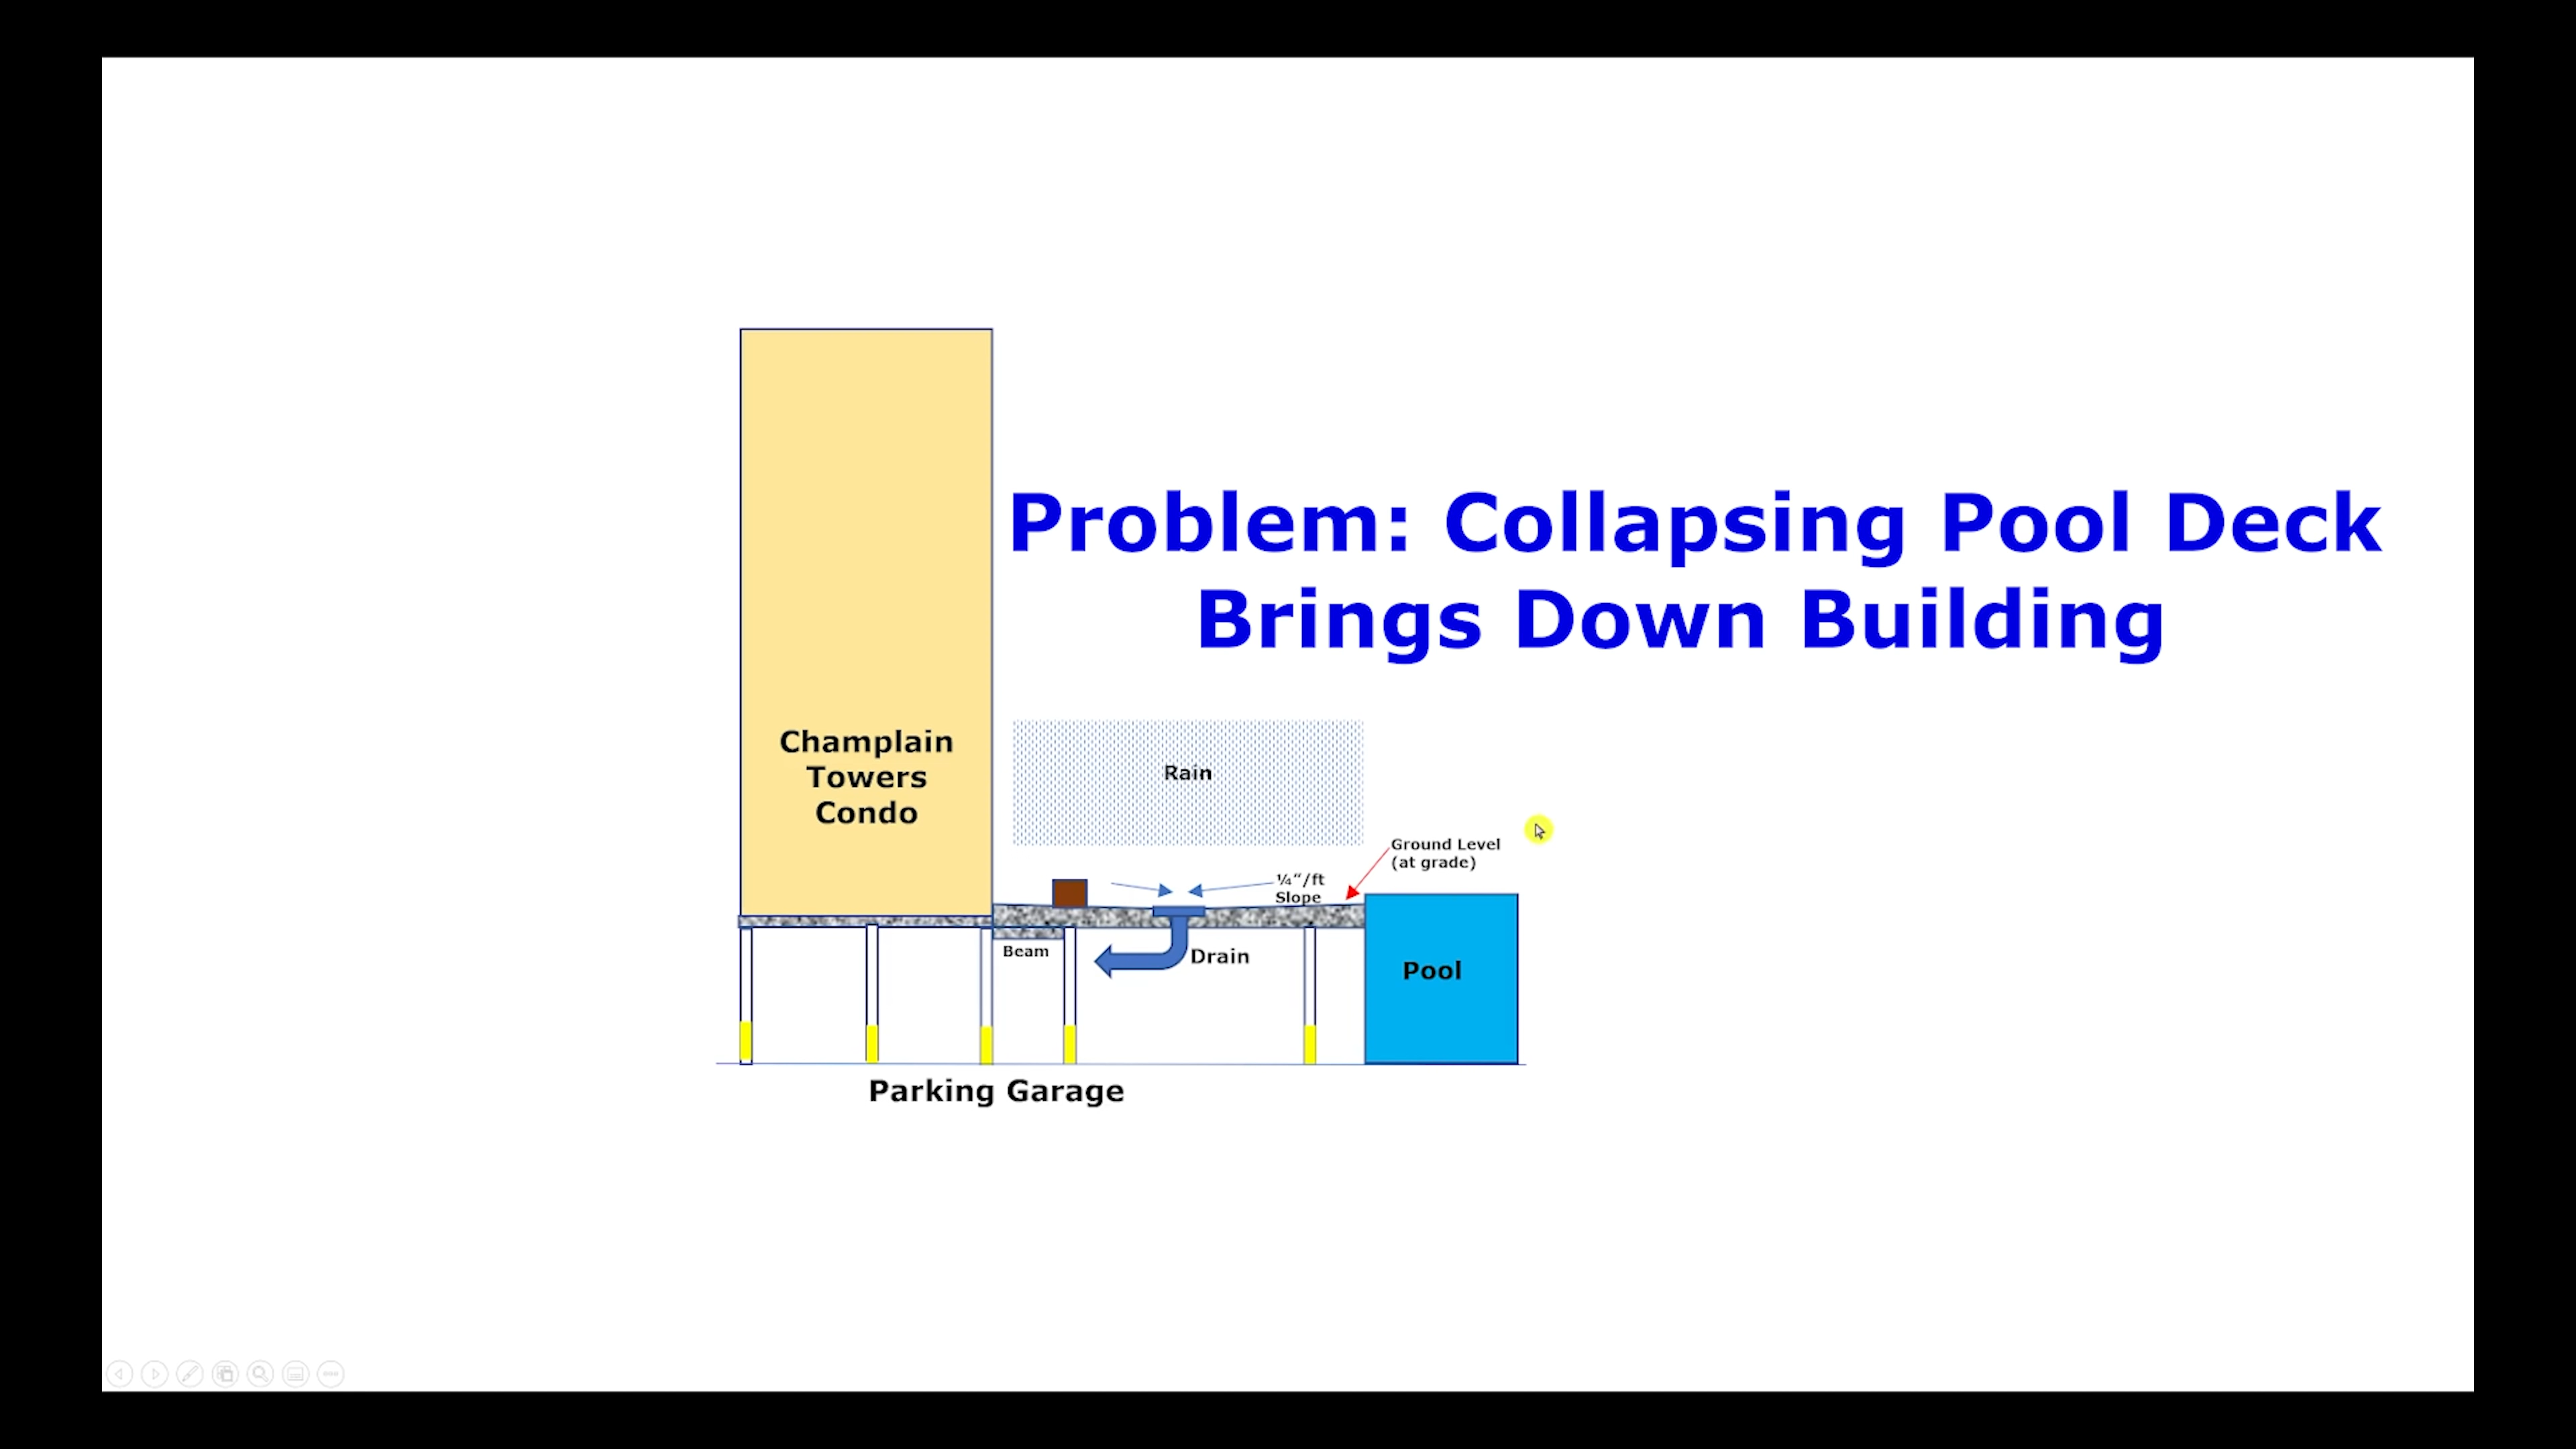 Problem: Collapsing Pool Deck
Brings Down Building
Champlain
Towers
Condo
Rain
Ground Level
(at grade)
¼“/ft
Slope
Beam
Drain
Pool
Parking Garage